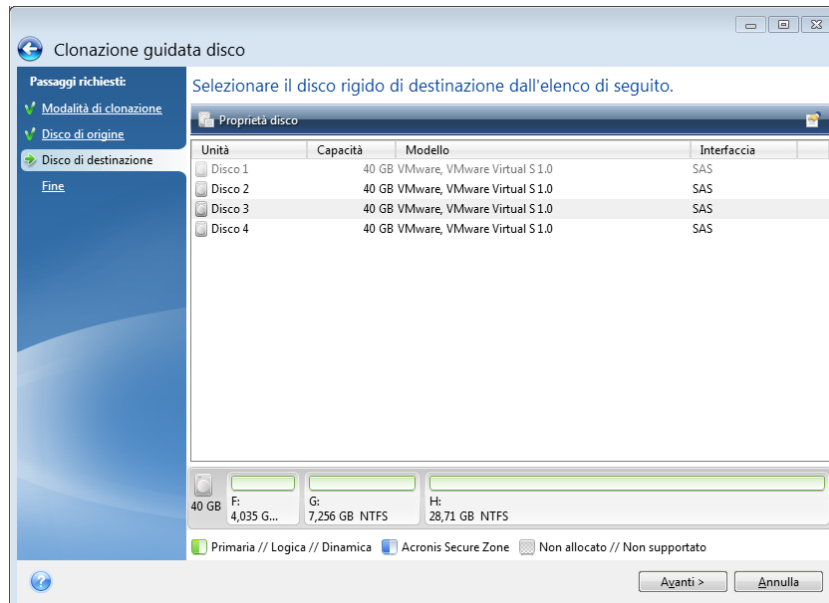 Clonazione guidata disco
Passaggi richiesti:
Modalità di clonazione
Disco di origine
Disco di destinazione
Fine
Selezionare il disco rigido di destinazione dall'elenco di seguito.
Proprietà disco
Unità Capacità Modello Interfaccia
Disco 1 40 GB VMware, VMware Virtual S 1.0 SAS
Disco 2 40 GB VMware, VMware Virtual S 1.0 SAS
Disco 3 40 GB VMware, VMware Virtual S 1.0 SAS
Disco 4 40 GB VMware, VMware Virtual S 1.0 SAS
40 GB
F: G: H:
4,035 G... 7,256 GB NTFS 28,71 GB NTFS
Primaria // Logica // Dinamica Acronis Secure Zone Non allocato // Non supportato
? Avanti > Annulla